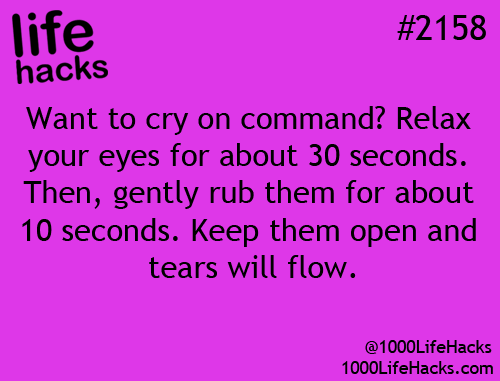 life
hacks
#2158
Want to cry on command? Relax
your eyes for about 30 seconds.
Then, gently rub them for about
10 seconds. Keep them open and
tears will flow.
@1000LifeHacks
1000LifeHacks.com